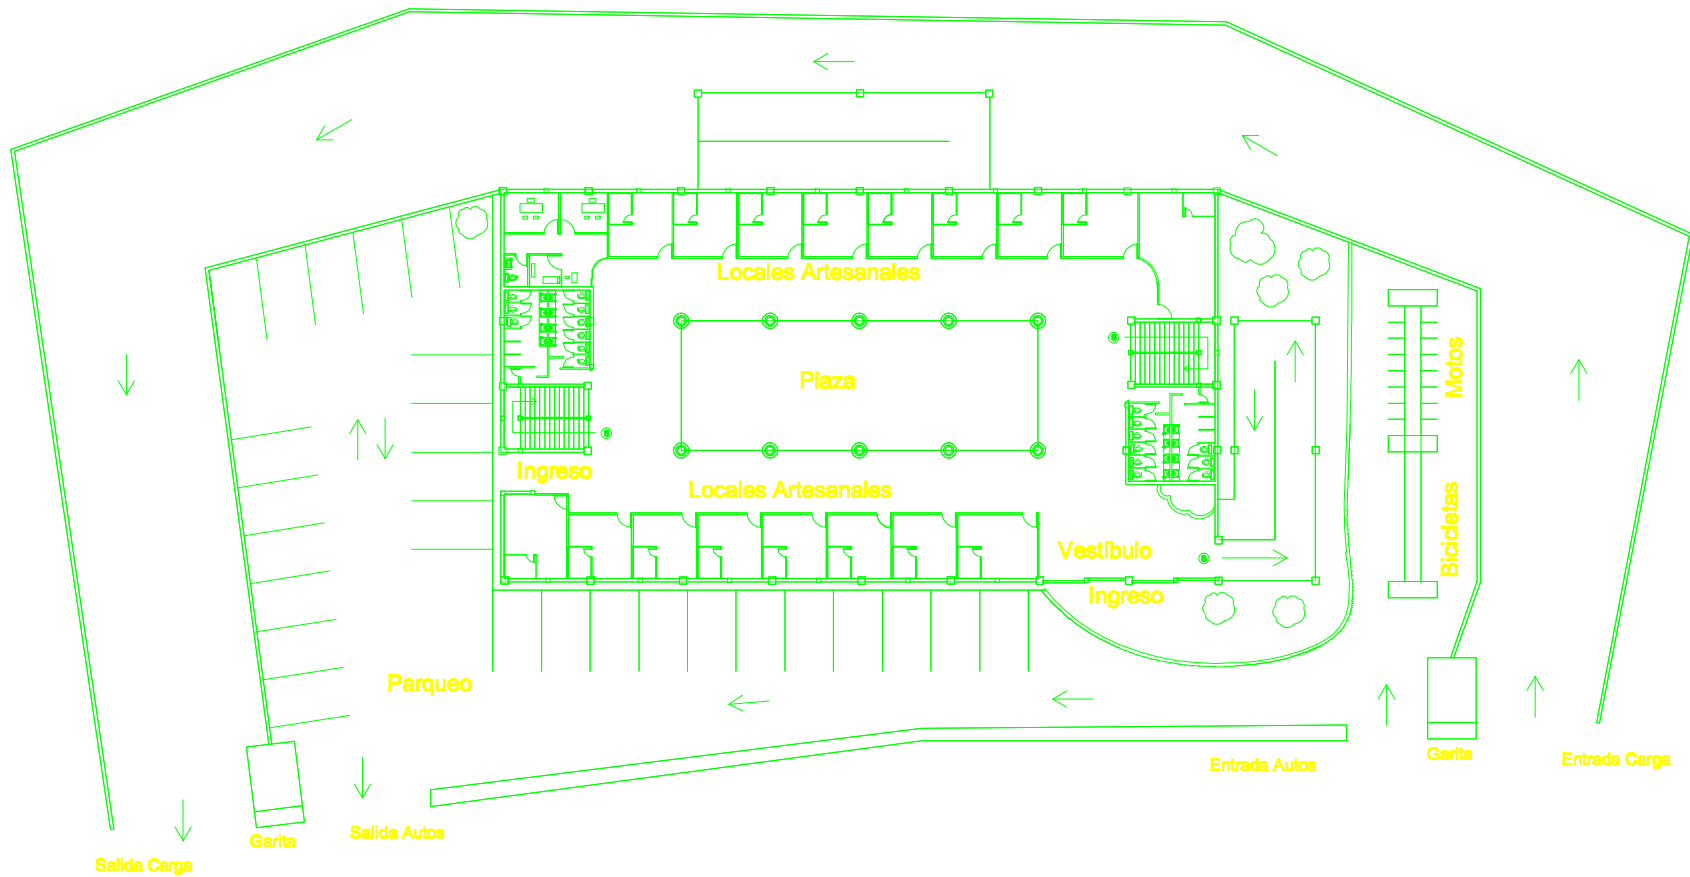 Locales Artesanales
Plaza
Motos
Ingreso
Locales Artesanales
Bicicletas
Vestíbulo
Ingreso
Parqueo
Entrada Autos
Garita
Entrada Carga
Garita
Salida Autos
Salida Carga